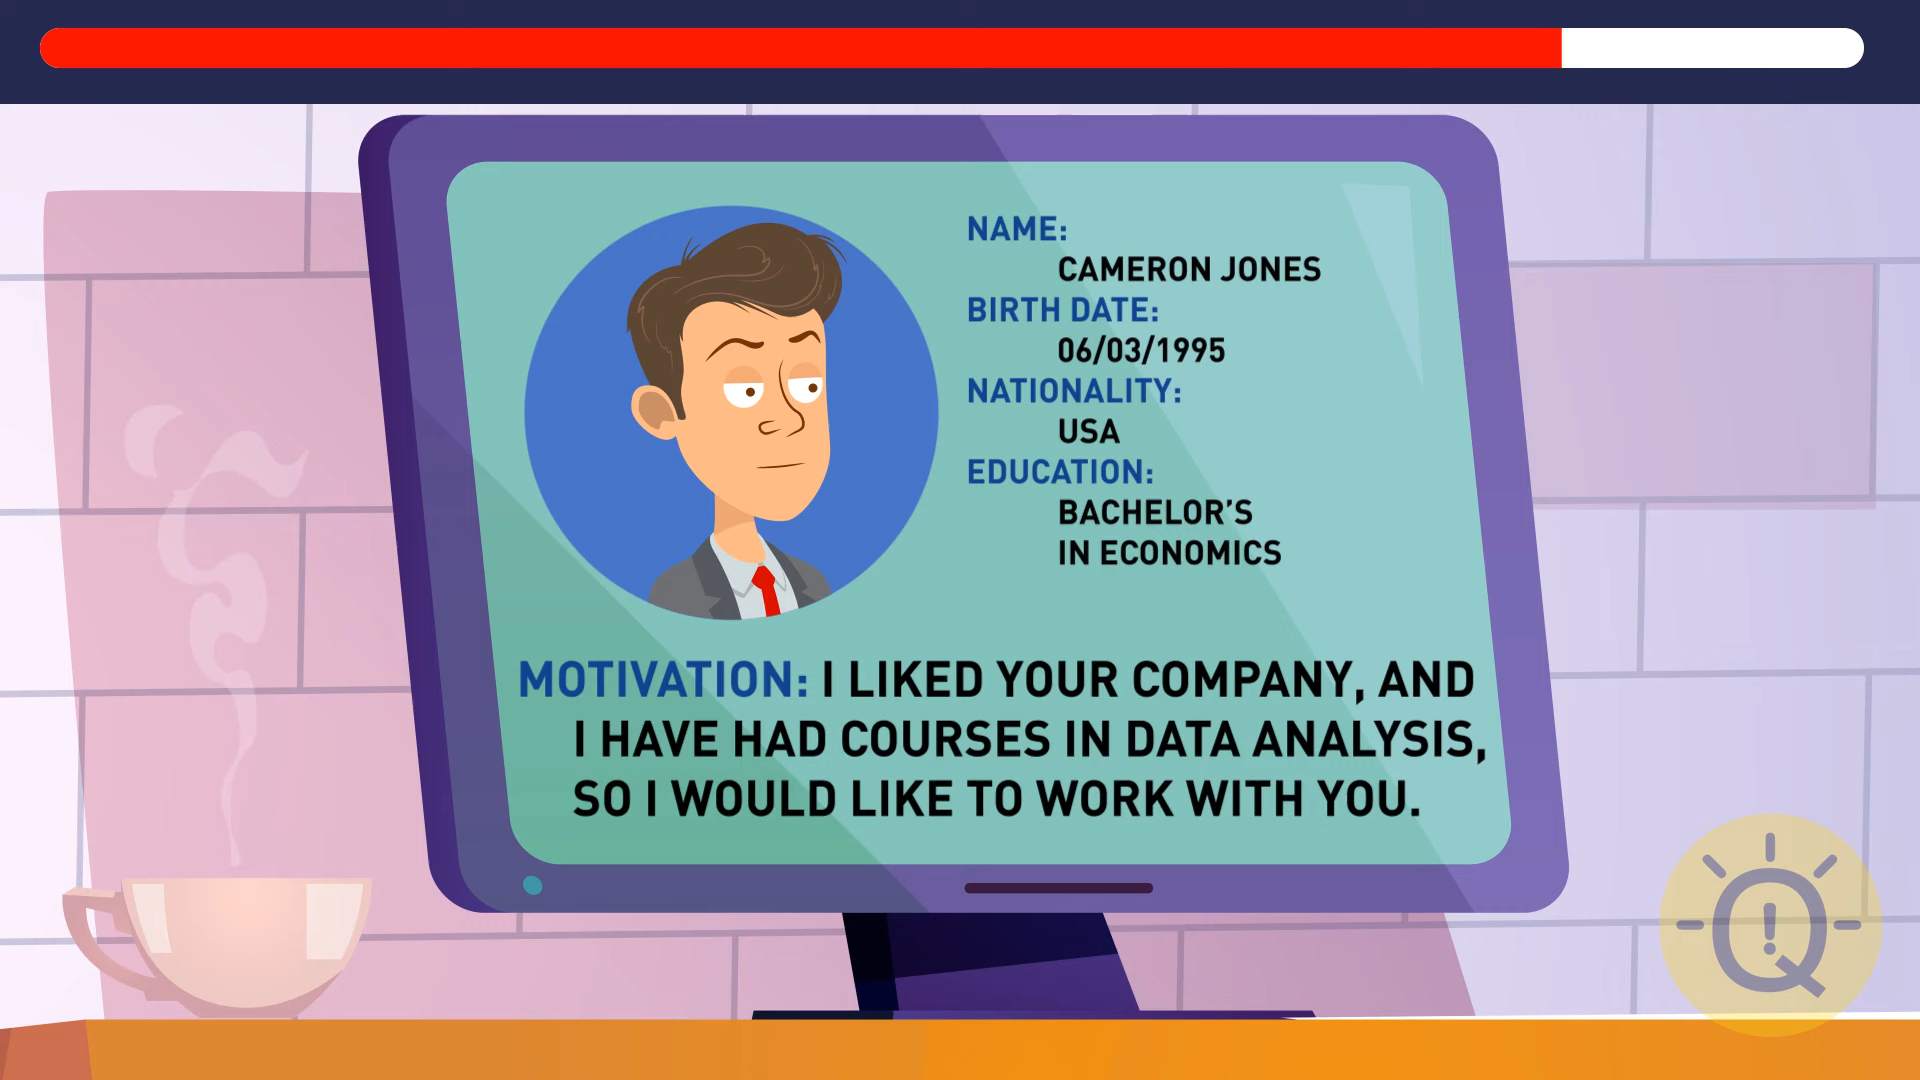 NAME:
CAMERON JONES
BIRTH DATE:
06/03/1995
NATIONALITY:
USA
EDUCATION:
BACHELOR'S
IN ECONOMICS
MOTIVATION: I LIKED YOUR COMPANY, AND
I HAVE HAD COURSES IN DATA ANALYSIS,
SO I WOULD LIKE TO WORK WITH YOU.
Q!